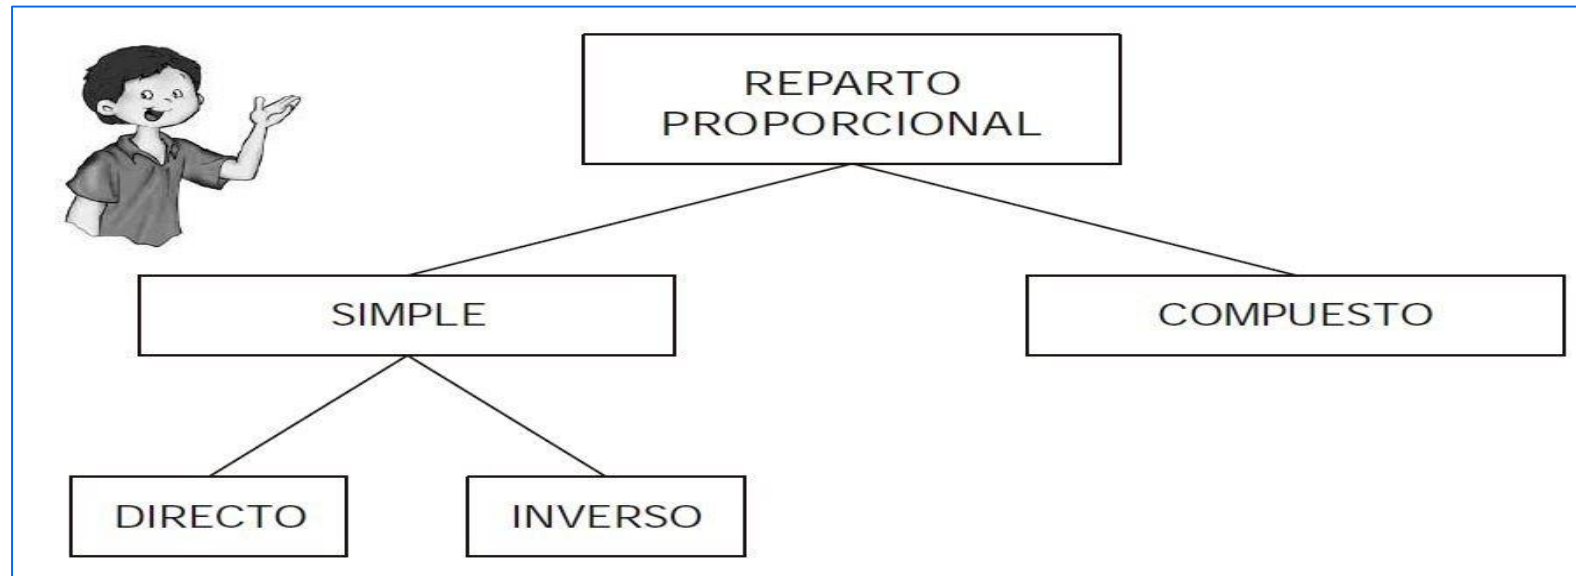 REPARTO
PROPORCIONAL
SIMPLE
COMPUESTO
DIRECTO
INVERSO